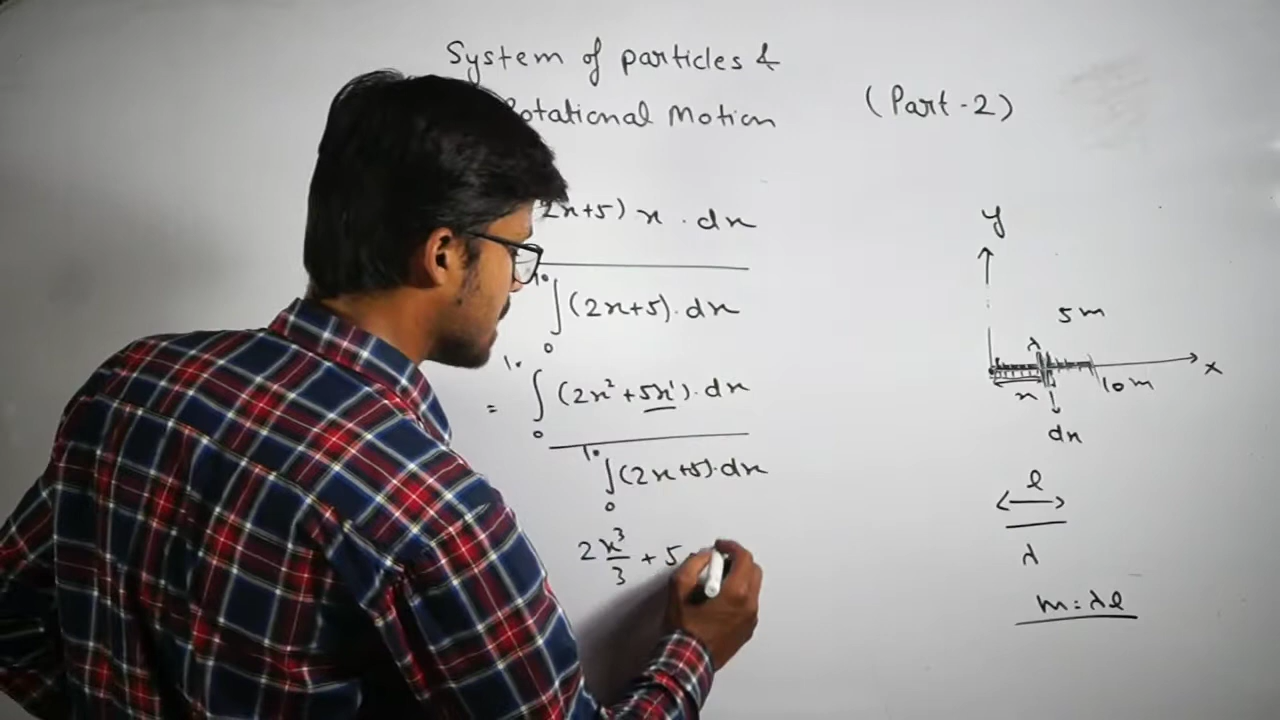 System of particles &
Rotational Motion
(Part-2)
2x+5) x . dx
10
∫(2x+5).dx
0
10
= ∫(2x²+5x¹).dx
0
10
∫(2x+5).dx
0
2x³/3 + 5
y
5m
λ
x
10m
x
dx
l
λ
m=λl